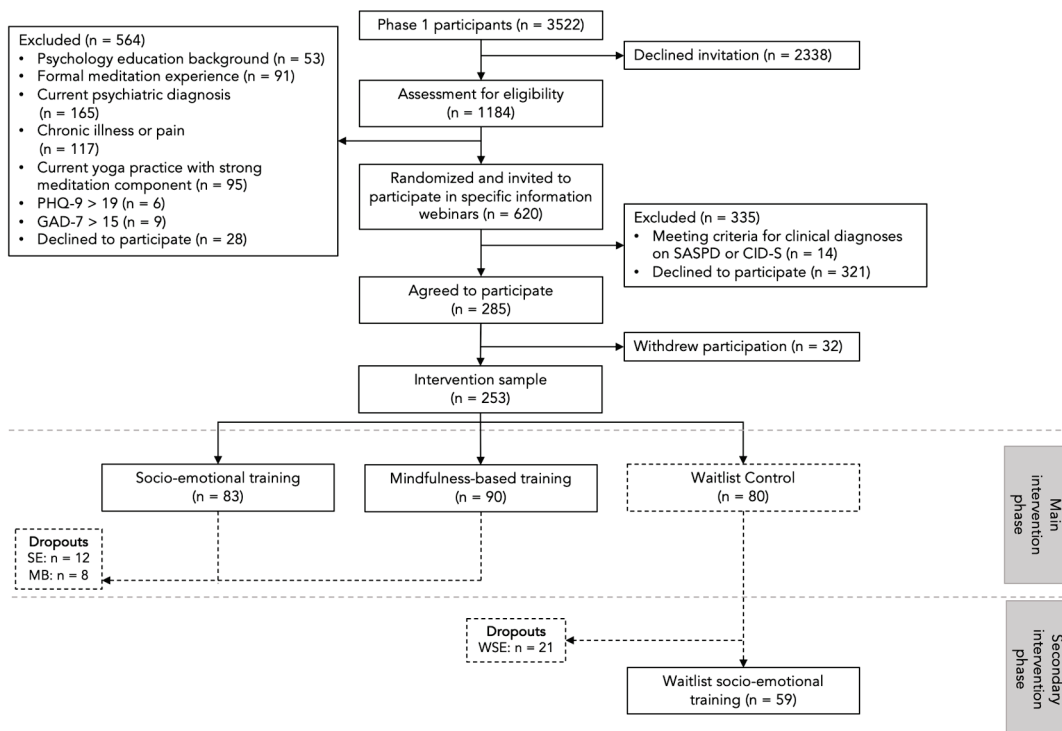 Phase 1 participants (n = 3522)
Declined invitation (n = 2338)
Assessment for eligibility
(n = 1184)
Excluded (n = 564)
• Psychology education background (n = 53)
• Formal meditation experience (n = 91)
• Current psychiatric diagnosis
(n = 165)
• Chronic illness or pain
(n = 117)
• Current yoga practice with strong
meditation component (n = 95)
• PHQ-9 > 19 (n = 6)
• GAD-7 > 15 (n = 9)
• Declined to participate (n = 28)
Randomized and invited to
participate in specific information
webinars (n = 620)
Excluded (n = 335)
• Meeting criteria for clinical diagnoses
on SASPD or CID-S (n = 14)
• Declined to participate (n = 321)
Agreed to participate
(n = 285)
Withdrew participation (n = 32)
Intervention sample
(n = 253)
Socio-emotional training
(n = 83)
Mindfulness-based training
(n = 90)
Waitlist Control
(n = 80)
Main
intervention
phase
Dropouts
SE: n = 12
MB: n = 8
Dropouts
WSE: n = 21
Waitlist socio-emotional
training (n = 59)
Secondary
intervention
phase